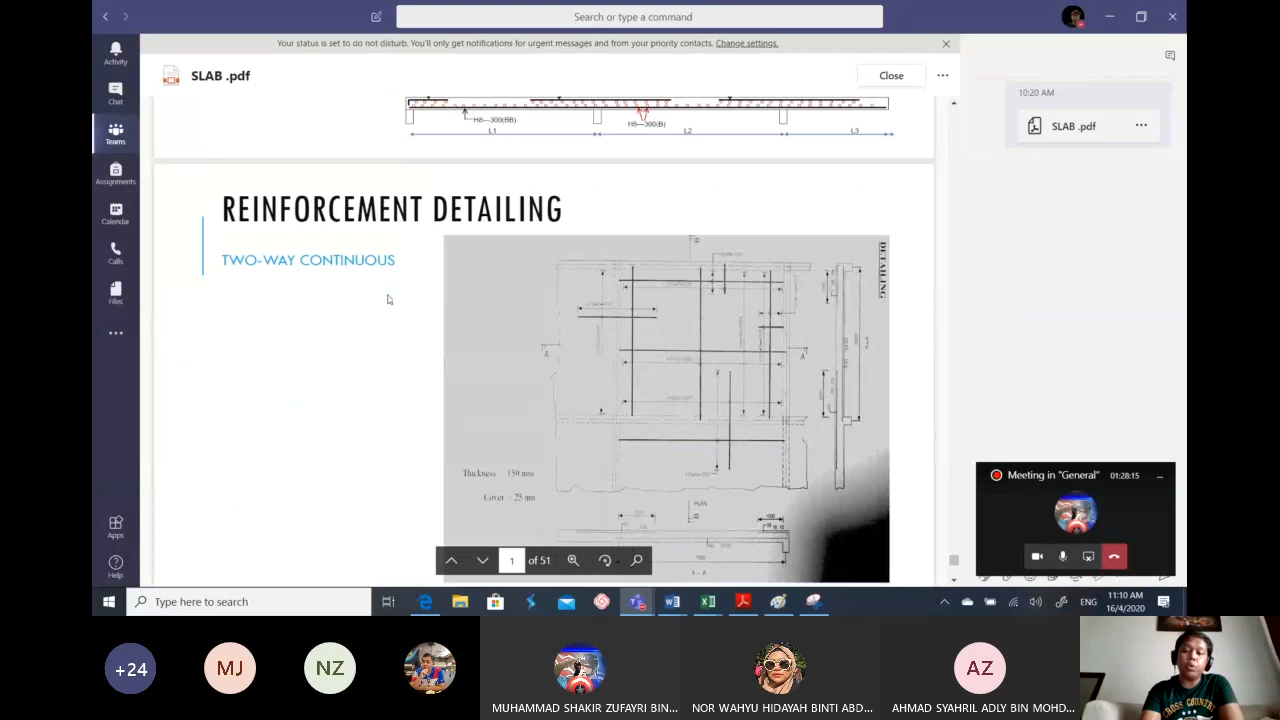 Search or type a command
Your status is set to do not disturb. You'll only get notifications for urgent messages and from your priority contacts. Change settings.
Activity
Chat
Teams
Assignments
Calendar
Calls
Files
Apps
Help
SLAB .pdf
Close
10:20 AM
SLAB .pdf
H8—300(BB)
H8—300(B)
L1
L2
L3
REINFORCEMENT DETAILING
TWO-WAY CONTINUOUS
DETAILING
A
A
Thickness = 150 mm
Cover = 25 mm
PLAN
A - A
1 of 51
Meeting in "General"
01:28:15
Type here to search
ENG
11:10 AM
16/4/2020
+24
MJ
NZ
AZ
MUHAMMAD SHAKIR ZUFAYRI BIN...
NOR WAHYU HIDAYAH BINTI ABD...
AHMAD SYAHRIL ADLY BIN MOHD...
CROSS COUNTRY